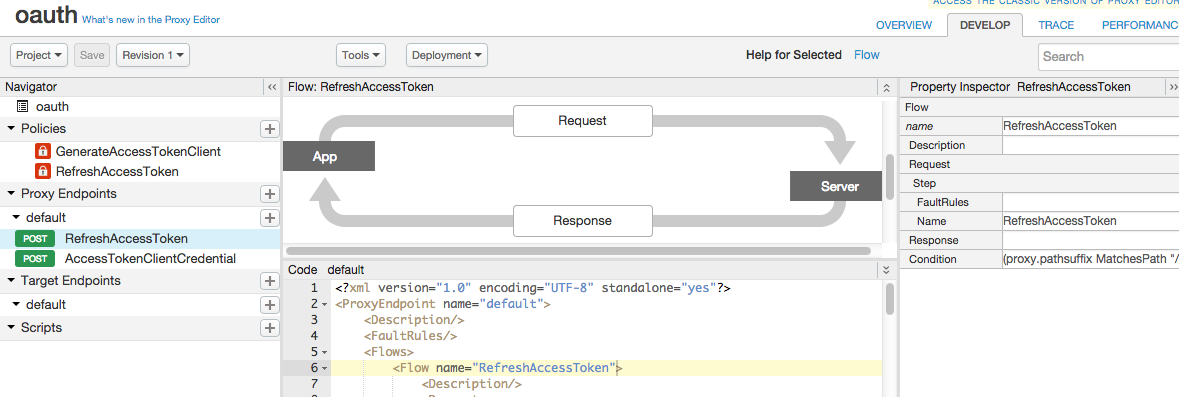 ACCESS THE CLASSIC VERSION OF PROXY EDITOR
oauth What's new in the Proxy Editor
OVERVIEW DEVELOP TRACE PERFORMANC
Project Save Revision 1 Tools Deployment Help for Selected Flow Search
Navigator
oauth
Policies
GenerateAccessTokenClient
RefreshAccessToken
Proxy Endpoints
default
POST RefreshAccessToken
POST AccessTokenClientCredential
Target Endpoints
default
Scripts
Flow: RefreshAccessToken
Request
App
Server
Response
Code default
1 <?xml version="1.0" encoding="UTF-8" standalone="yes"?>
2 <ProxyEndpoint name="default">
3 <Description/>
4 <FaultRules/>
5 <Flows>
6 <Flow name="RefreshAccessToken">
7 <Description/>
Property Inspector RefreshAccessToken
Flow
name RefreshAccessToken
Description
Request
Step
FaultRules
Name RefreshAccessToken
Response
Condition (proxy.pathsuffix MatchesPath "/